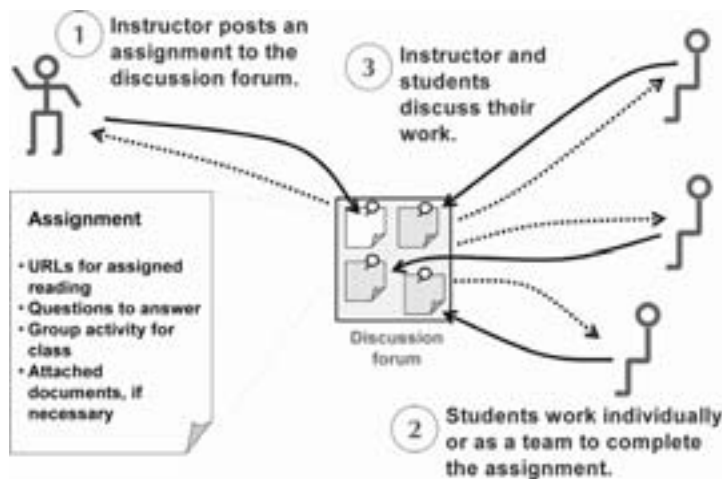 1
Instructor posts an
assignment to the
discussion forum.
3
Instructor and
students
discuss their
work.
Assignment
• URLs for assigned
reading
• Questions to answer
• Group activity for
class
• Attached
documents, if
necessary
Discussion
forum
2
Students work individually
or as a team to complete
the assignment.